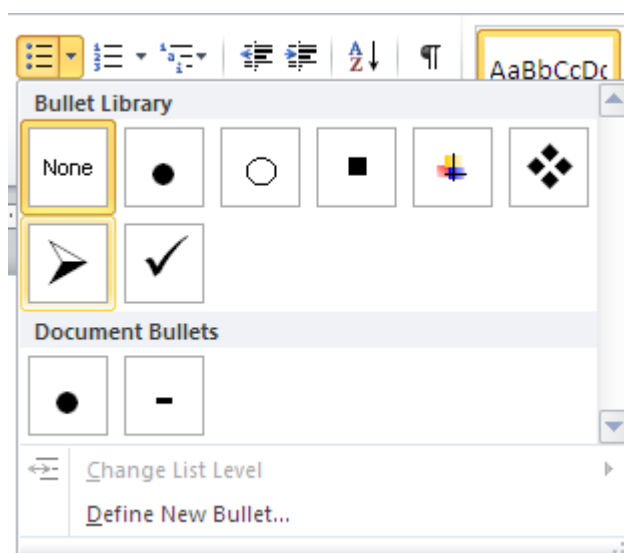 AaBbCcDc
Bullet Library
None
Document Bullets
Change List Level
Define New Bullet...